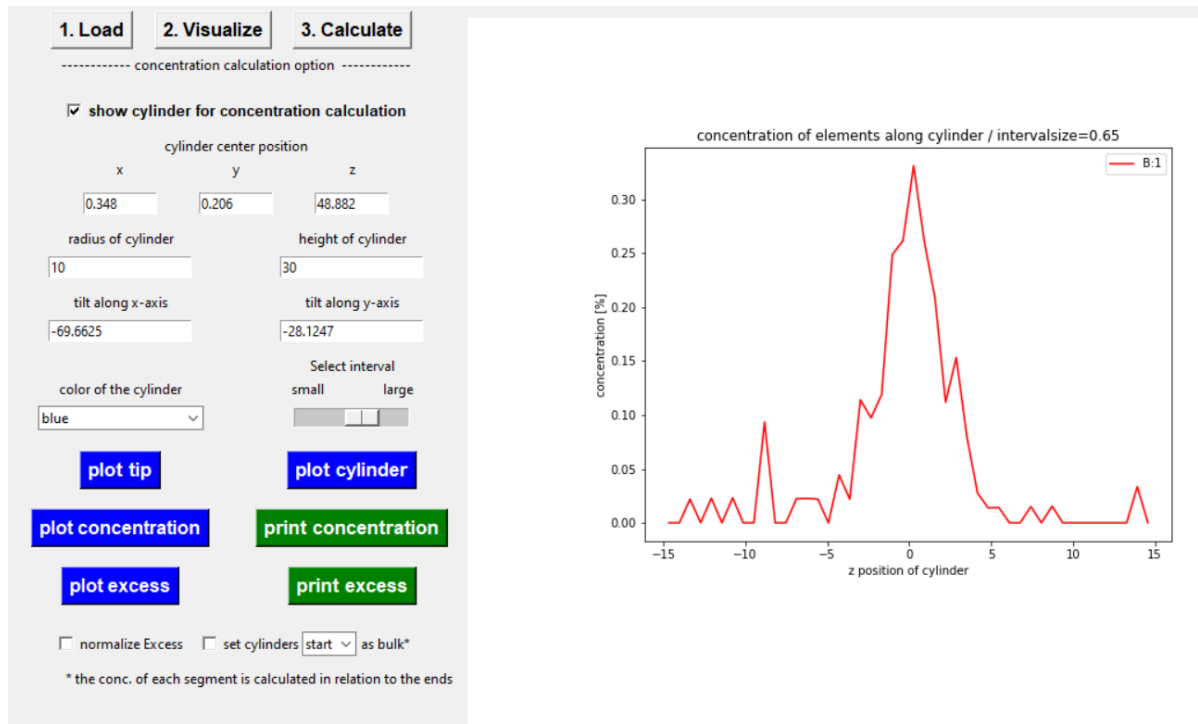 1. Load 2. Visualize 3. Calculate
------------ concentration calculation option ------------
show cylinder for concentration calculation
cylinder center position
x y z
0.348 0.206 48.882
radius of cylinder height of cylinder
10 30
tilt along x-axis tilt along y-axis
-69.6625 -28.1247
Select interval
color of the cylinder small large
blue
plot tip plot cylinder
plot concentration print concentration
plot excess print excess
normalize Excess set cylinders start as bulk*
* the conc. of each segment is calculated in relation to the ends
concentration of elements along cylinder / intervalsize=0.65
B:1
concentration [%]
0.30
0.25
0.20
0.15
0.10
0.05
0.00
−15 −10 −5 0 5 10 15
z position of cylinder